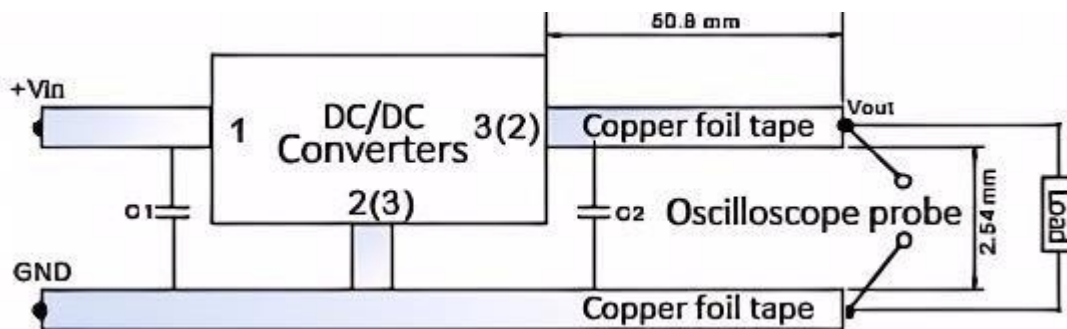 50.8 mm
+Vin
Vout
DC/DC
Converters
1
3(2)
2(3)
Copper foil tape
C1
C2
Oscilloscope probe
2.54 mm
Load
GND
Copper foil tape